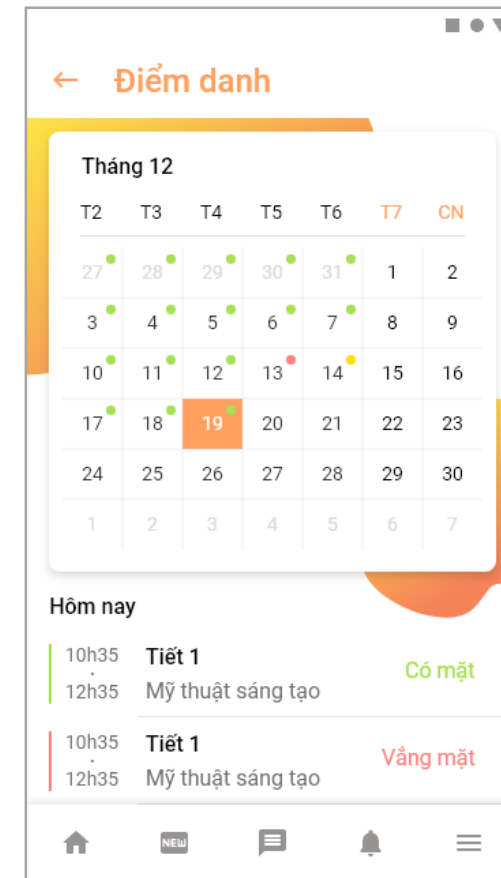 Điểm danh
Tháng 12
T2 T3 T4 T5 T6 T7 CN
27 28 29 30 31 1 2
3 4 5 6 7 8 9
10 11 12 13 14 15 16
17 18 19 20 21 22 23
24 25 26 27 28 29 30
1 2 3 4 5 6 7
Hôm nay
10h35 Tiết 1
Có mặt
12h35 Mỹ thuật sáng tạo
10h35 Tiết 1
Vắng mặt
12h35 Mỹ thuật sáng tạo
NEW